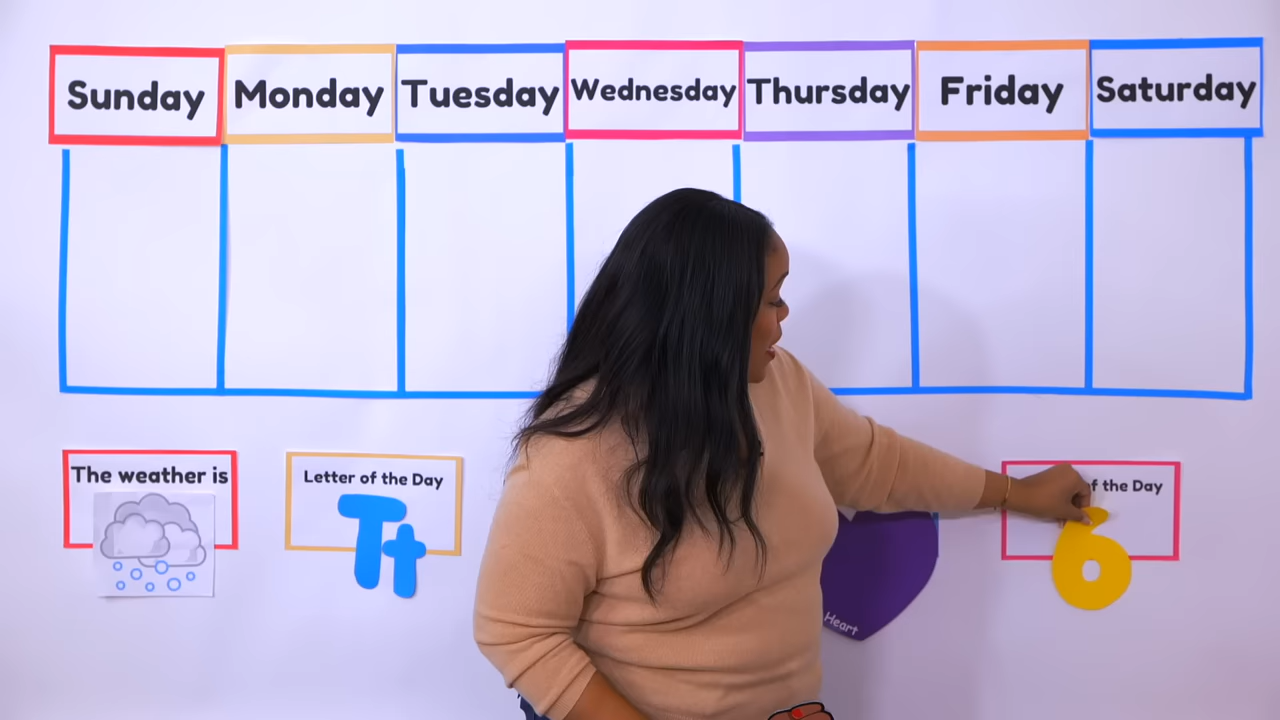 Sunday Monday Tuesday Wednesday Thursday Friday Saturday
The weather is
Letter of the Day
Tt
Heart
of the Day
6